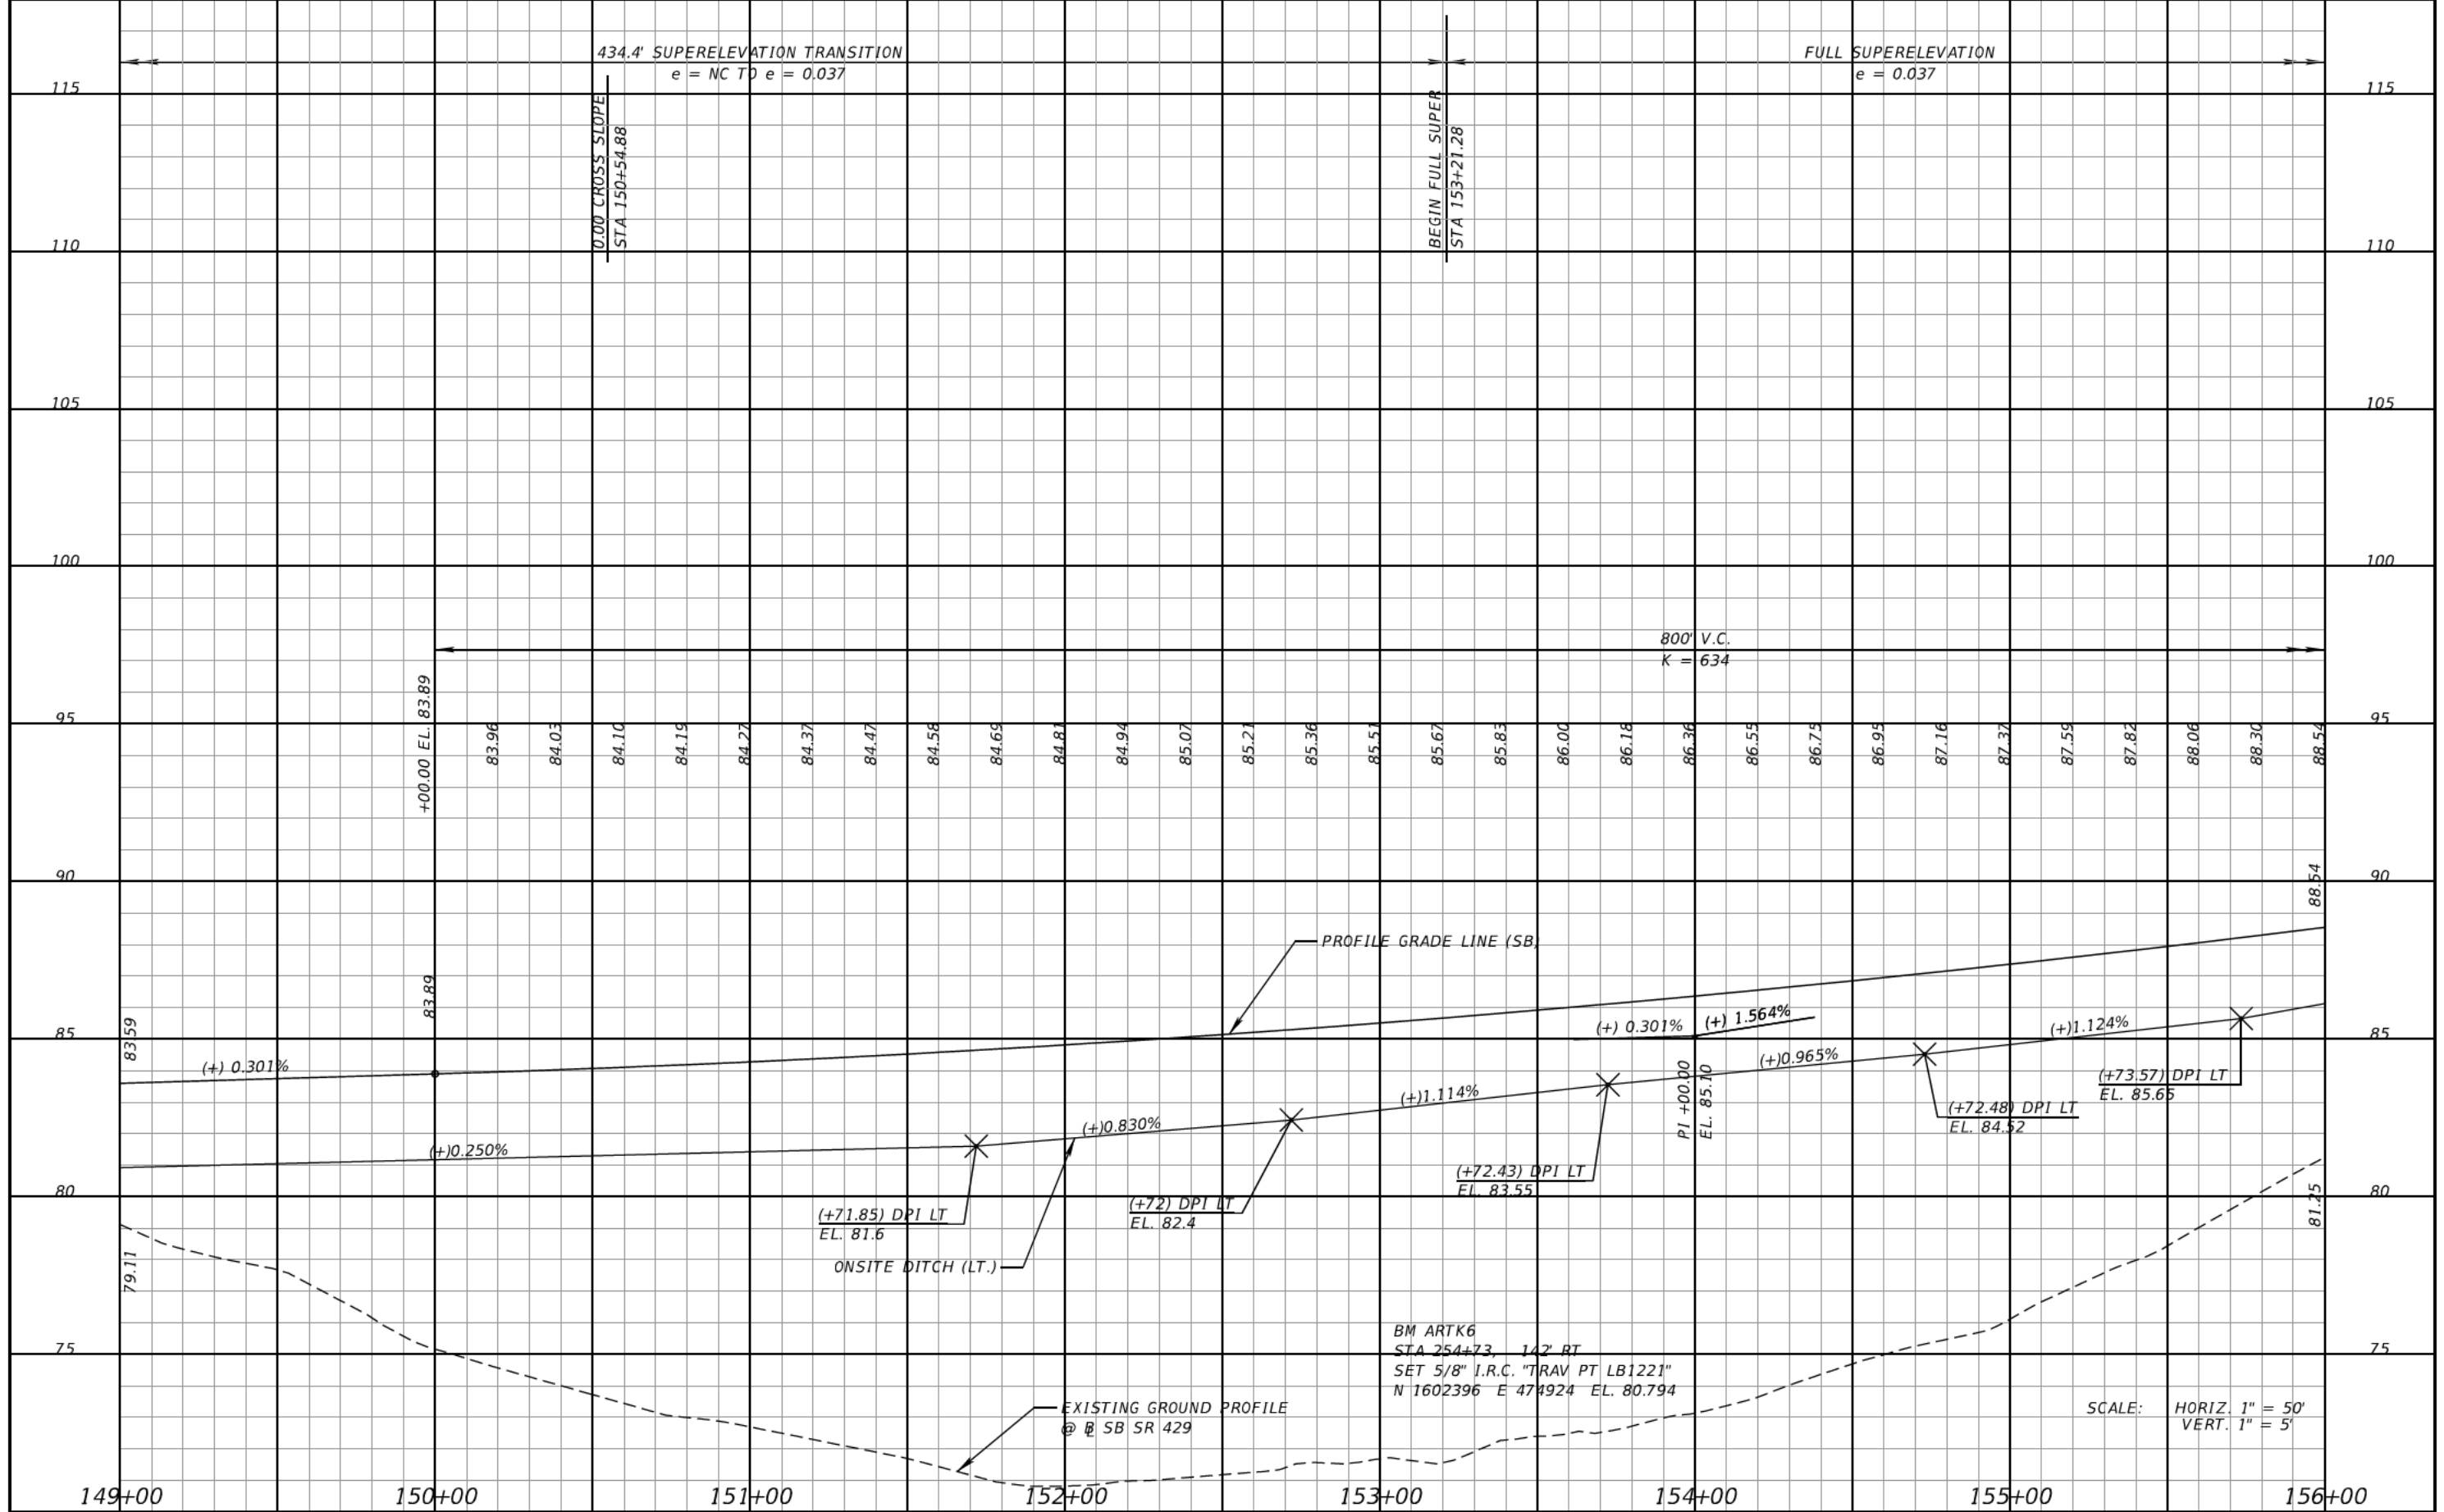 434.4' SUPERELEVATION TRANSITION
e = NC TO e = 0.037
FULL SUPERELEVATION
e = 0.037
115
115
0.00 CROSS SLOPE
STA 150+54.88
BEGIN FULL SUPER
STA 153+21.28
110
110
105
105
100
100
800' V.C.
K = 634
95
95
+00.00 EL. 83.89
83.96
84.03
84.10
84.19
84.27
84.37
84.47
84.58
84.69
84.81
84.94
85.07
85.21
85.36
85.51
85.67
85.83
86.00
86.18
86.36
86.55
86.75
86.95
87.16
87.37
87.59
87.82
88.06
88.30
88.54
90
90
88.54
PROFILE GRADE LINE (SB)
83.89
85
85
83.59
(+) 0.301%
(+) 0.301%
(+) 1.564%
PI +00.00
EL. 85.10
(+)0.250%
(+)0.830%
(+)1.114%
(+)0.965%
(+)1.124%
(+73.57) DPI LT
EL. 85.65
(+72.48) DPI LT
EL. 84.52
(+72.43) DPI LT
EL. 83.55
(+72) DPI LT
EL. 82.4
(+71.85) DPI LT
EL. 81.6
80
80
ONSITE DITCH (LT.)
79.11
81.25
75
75
BM ARTK6
STA 254+73, 142' RT
SET 5/8" I.R.C. "TRAV PT LB1221"
N 1602396 E 474924 EL. 80.794
EXISTING GROUND PROFILE
@ BL SB SR 429
SCALE: HORIZ. 1" = 50'
VERT. 1" = 5'
149+00
150+00
151+00
152+00
153+00
154+00
155+00
156+00